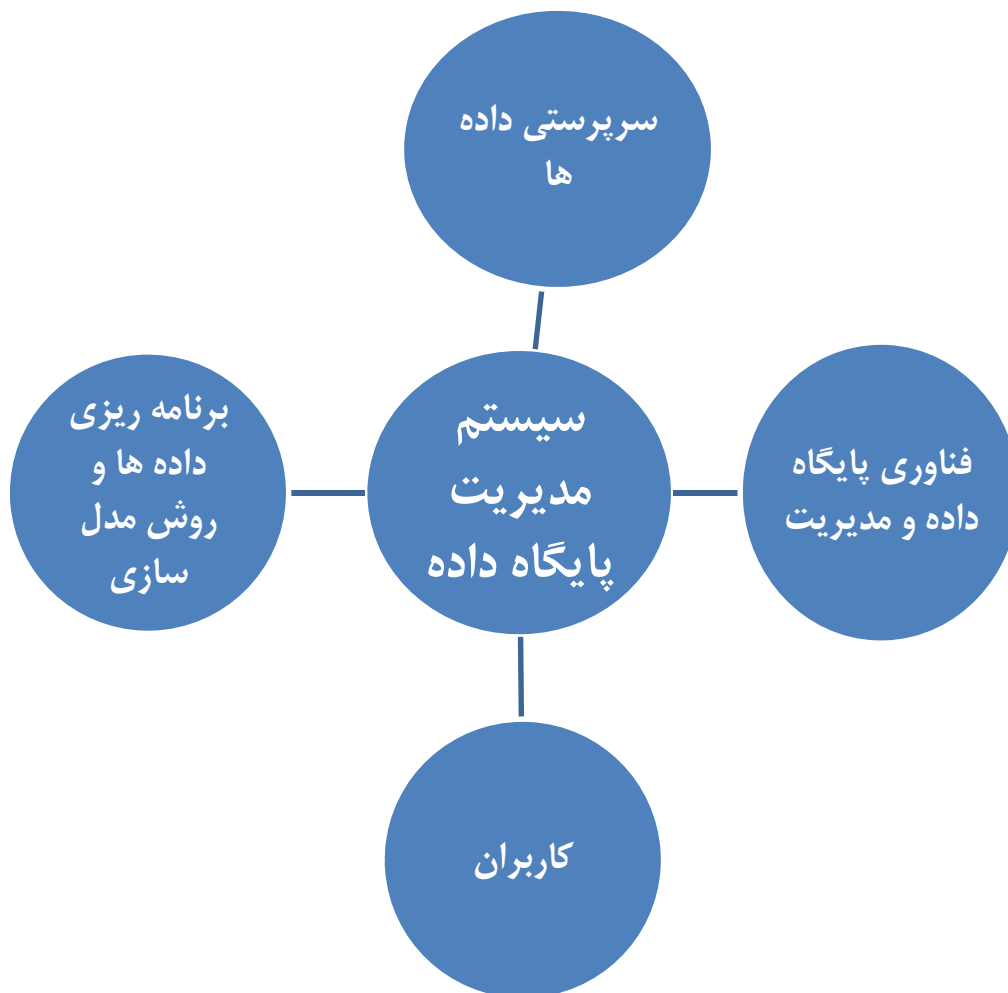 سرپرستی داده
ها
سیستم
مدیریت
پایگاه داده
فناوری پایگاه
داده و مدیریت
برنامه ریزی
داده ها و
روش مدل
سازی
کاربران